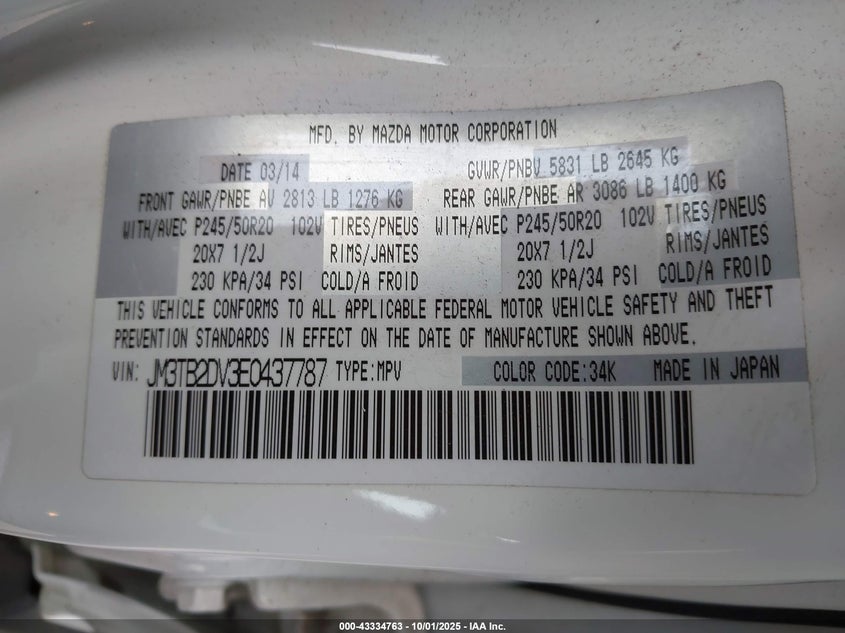 MFD. BY MAZDA MOTOR CORPORATION
DATE 03/14 GVWR/PNBV 5831 LB 2645 KG
FRONT GAWR/PNBE AV 2813 LB 1276 KG REAR GAWR/PNBE AR 3086 LB 1400 KG
WITH/AVEC P245/50R20 102V TIRES/PNEUS WITH/AVEC P245/50R20 102V TIRES/PNEUS
20X7 1/2J RIMS/JANTES 20X7 1/2J RIMS/JANTES
230 KPA/34 PSI COLD/A FROID 230 KPA/34 PSI COLD/A FROID
THIS VEHICLE CONFORMS TO ALL APPLICABLE FEDERAL MOTOR VEHICLE SAFETY AND THEFT
PREVENTION STANDARDS IN EFFECT ON THE DATE OF MANUFACTURE SHOWN ABOVE.
VIN: JM3TB2DV3E0437787 TYPE:MPV COLOR CODE:34K MADE IN JAPAN
000-43334763 - 10/01/2025 - IAA Inc.